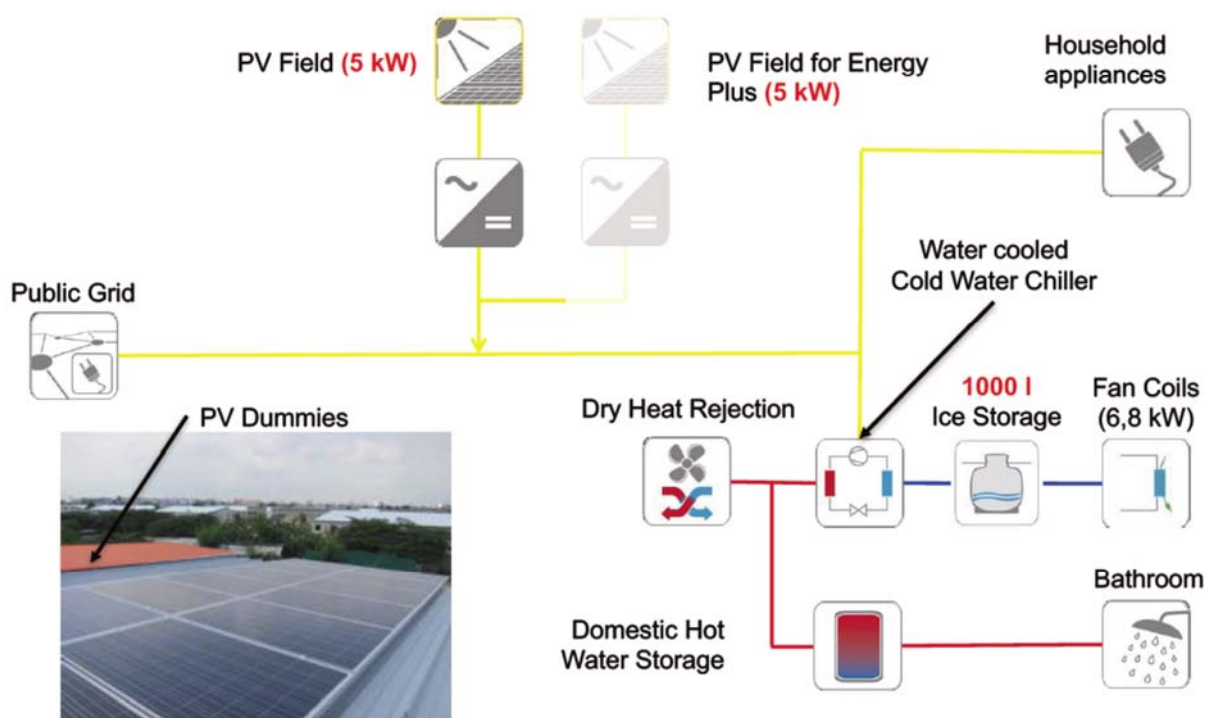 PV Field (5 kW)
PV Field for Energy
Plus (5 kW)
Household
appliances
Water cooled
Cold Water Chiller
Public Grid
PV Dummies
Dry Heat Rejection
1000 l
Ice Storage
Fan Coils
(6,8 kW)
Domestic Hot
Water Storage
Bathroom